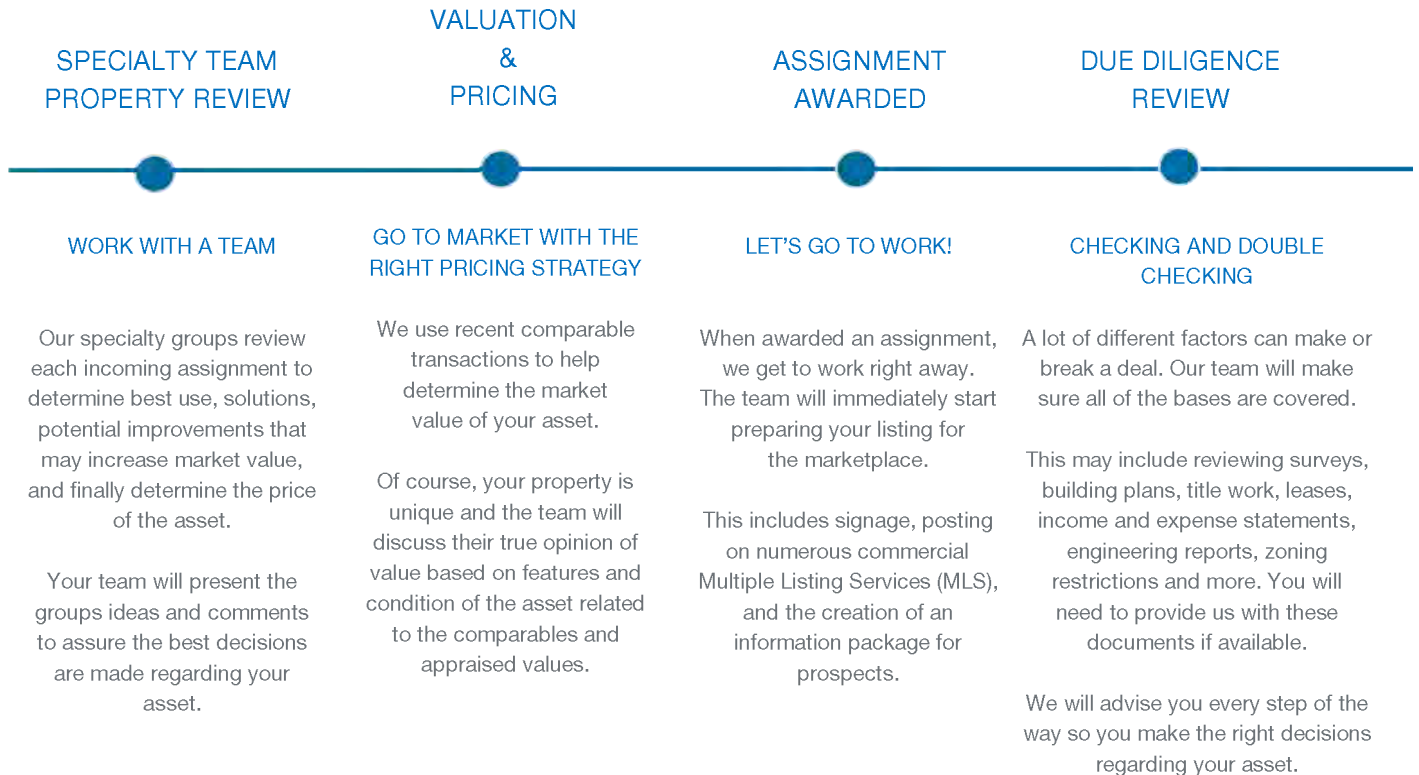 SPECIALTY TEAM
PROPERTY REVIEW
WORK WITH A TEAM
Our specialty groups review
each incoming assignment to
determine best use, solutions,
potential improvements that
may increase market value,
and finally determine the price
of the asset.
Your team will present the
groups ideas and comments
to assure the best decisions
are made regarding your
asset.
VALUATION
&
PRICING
GO TO MARKET WITH THE
RIGHT PRICING STRATEGY
We use recent comparable
transactions to help
determine the market
value of your asset.
Of course, your property is
unique and the team will
discuss their true opinion of
value based on features and
condition of the asset related
to the comparables and
appraised values.
ASSIGNMENT
AWARDED
LET'S GO TO WORK!
When awarded an assignment,
we get to work right away.
The team will immediately start
preparing your listing for
the marketplace.
This includes signage, posting
on numerous commercial
Multiple Listing Services (MLS),
and the creation of an
information package for
prospects.
DUE DILIGENCE
REVIEW
CHECKING AND DOUBLE
CHECKING
A lot of different factors can make or
break a deal. Our team will make
sure all of the bases are covered.
This may include reviewing surveys,
building plans, title work, leases,
income and expense statements,
engineering reports, zoning
restrictions and more. You will
need to provide us with these
documents if available.
We will advise you every step of the
way so you make the right decisions
regarding your asset.